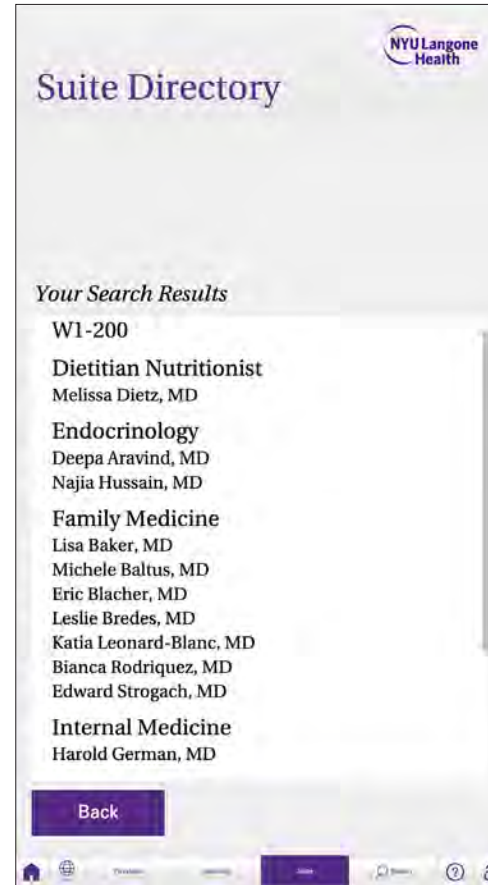 NYU Langone
Health
Suite Directory
Your Search Results
W1-200
Dietitian Nutritionist
Melissa Dietz, MD
Endocrinology
Deepa Aravind, MD
Najia Hussain, MD
Family Medicine
Lisa Baker, MD
Michele Baltus, MD
Eric Blacher, MD
Leslie Bredes, MD
Katia Leonard-Blanc, MD
Bianca Rodriquez, MD
Edward Strogach, MD
Internal Medicine
Harold German, MD
Back